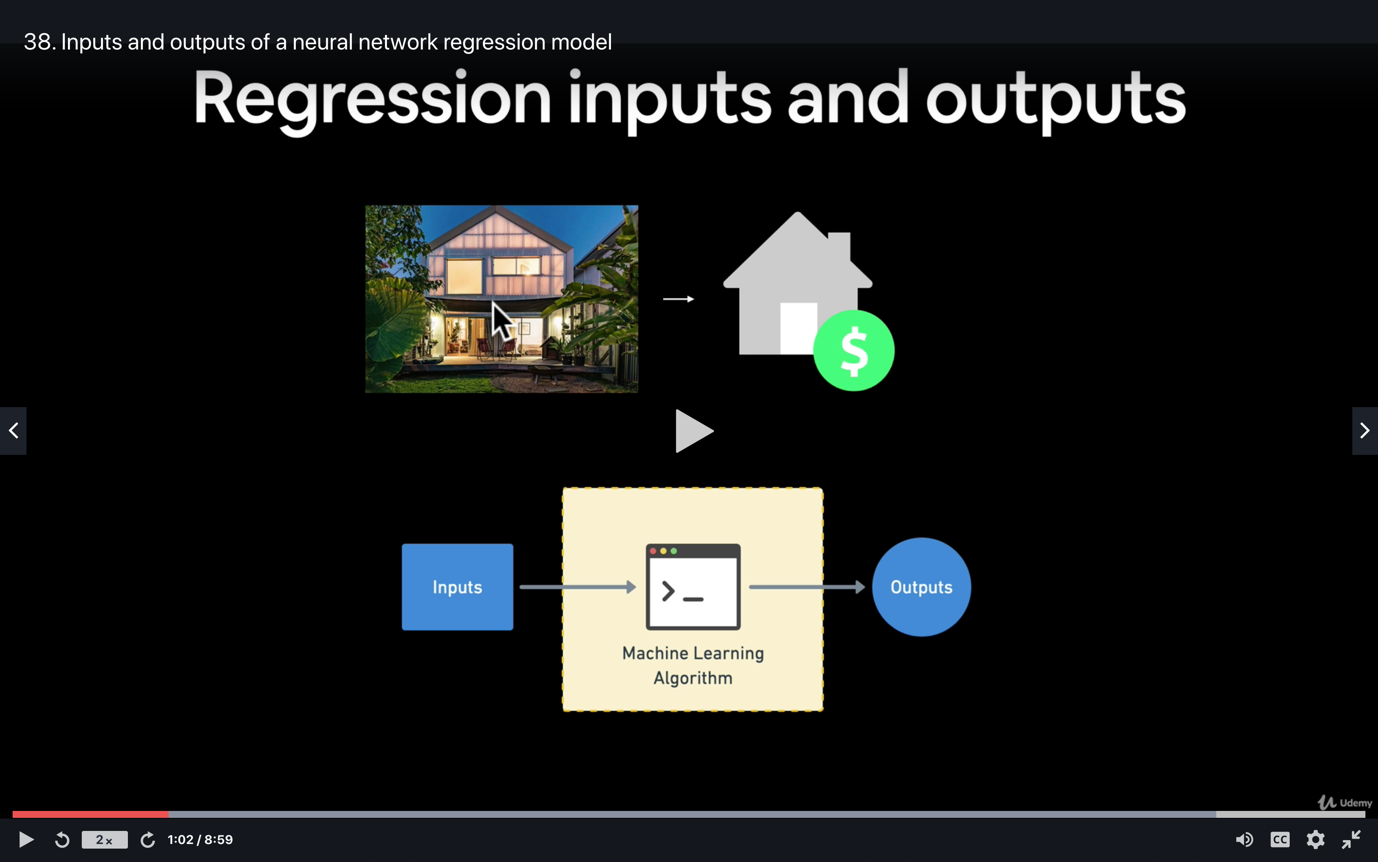 38. Inputs and outputs of a neural network regression model
Regression inputs and outputs
$
Inputs
Machine Learning
Algorithm
Outputs
Udemy
2x
1:02 / 8:59
CC